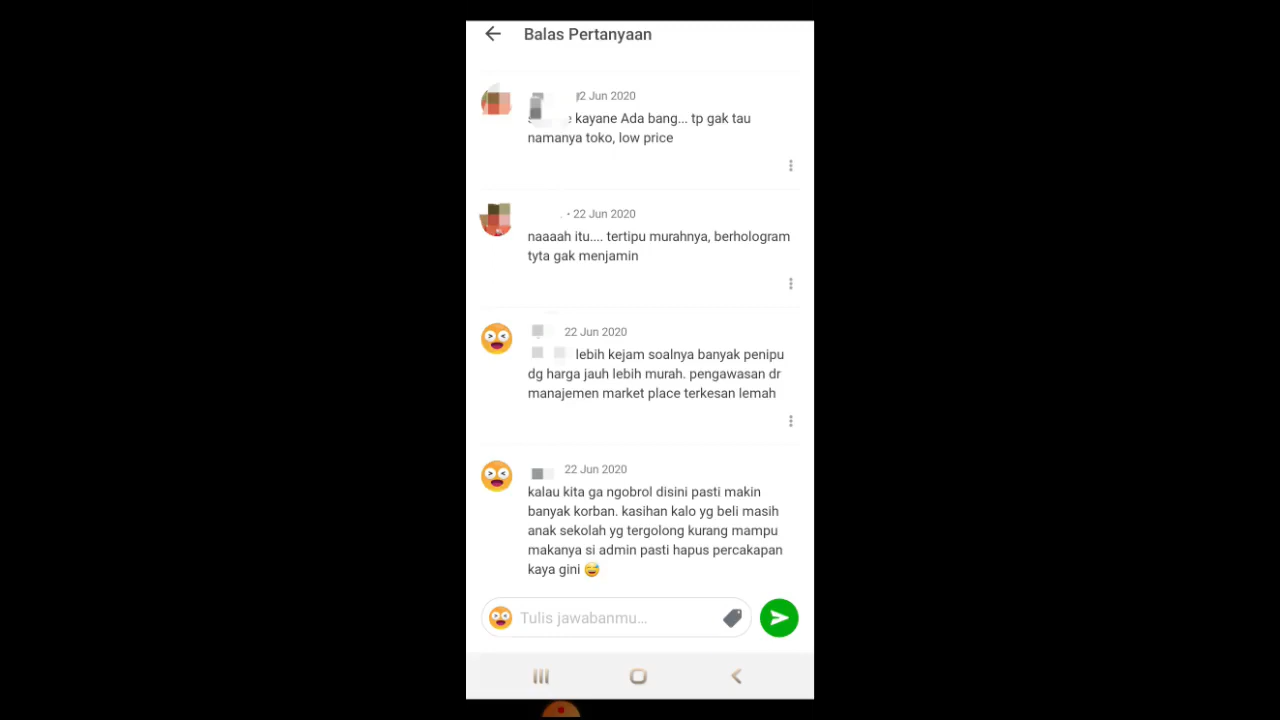 Balas Pertanyaan
2 Jun 2020
kayane Ada bang... tp gak tau
namanya toko, low price
· 22 Jun 2020
naaaah itu.... tertipu murahnya, berhologram
tyta gak menjamin
22 Jun 2020
lebih kejam soalnya banyak penipu
dg harga jauh lebih murah. pengawasan dr
manajemen market place terkesan lemah
22 Jun 2020
kalau kita ga ngobrol disini pasti makin
banyak korban. kasihan kalo yg beli masih
anak sekolah yg tergolong kurang mampu
makanya si admin pasti hapus percakapan
kaya gini 😅
Tulis jawabanmu...